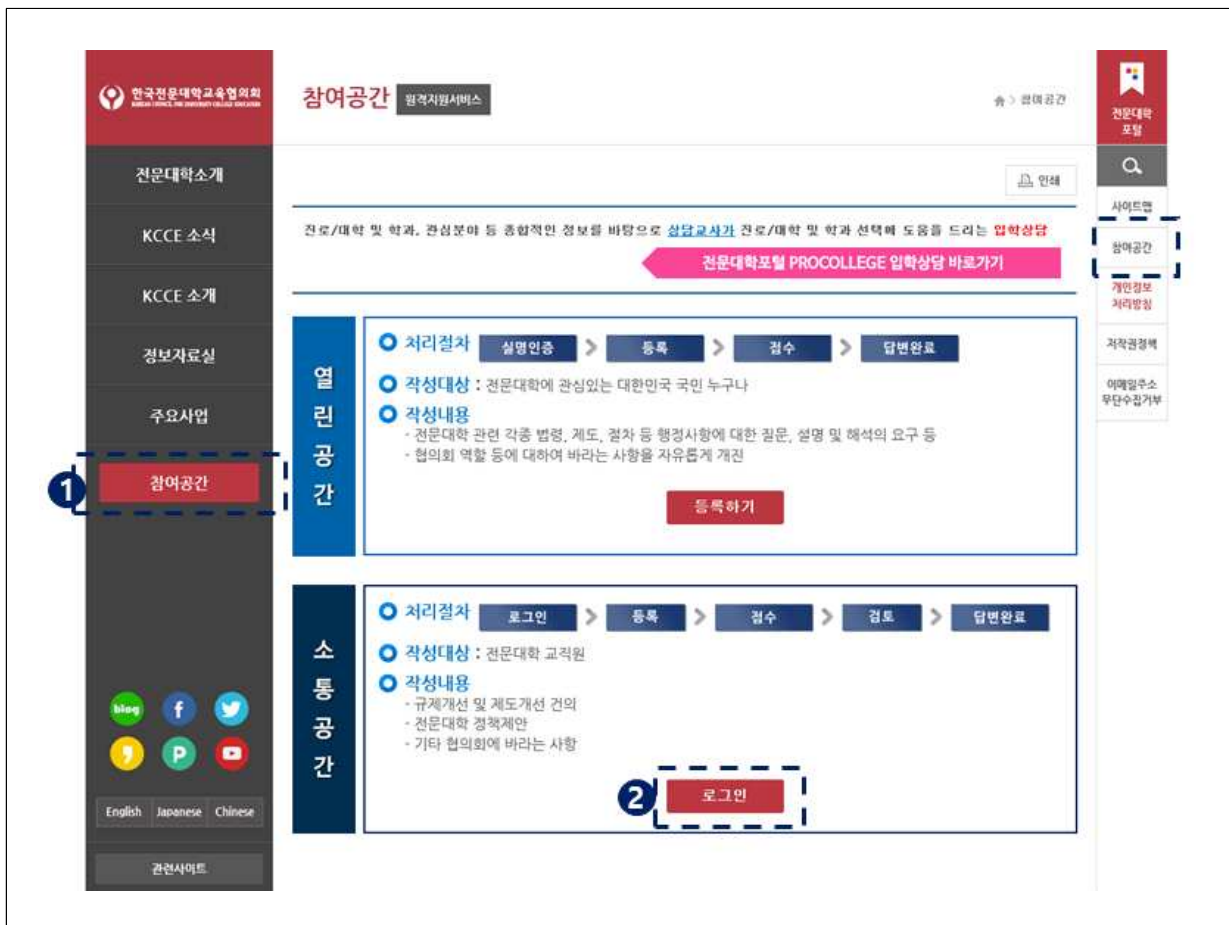 한국전문대학교육협의회
KOREAN COUNCIL FOR UNIVERSITY COLLEGE EDUCATION
전문대학소개
KCCE 소식
KCCE 소개
정보자료실
주요사업
1
참여공간
blog
English Japanese Chinese
관련사이트
참여공간 원격지원서비스
참여공간
인쇄
진로/대학 및 학과, 관심분야 등 종합적인 정보를 바탕으로 상담교사가 진로/대학 및 학과 선택에 도움을 드리는 입학상담
전문대학포털 PROCOLLEGE 입학상담 바로가기
열린공간
처리절차 실명인증 > 등록 > 접수 > 답변완료
작성대상 : 전문대학에 관심있는 대한민국 국민 누구나
작성내용
- 전문대학 관련 각종 법령, 제도, 절차 등 행정사항에 대한 질문, 설명 및 해석의 요구 등
- 협의회 역할 등에 대하여 바라는 사항을 자유롭게 개진
등록하기
소통공간
처리절차 로그인 > 등록 > 접수 > 검토 > 답변완료
작성대상 : 전문대학 교직원
작성내용
- 규제개선 및 제도개선 건의
- 전문대학 정책제안
- 기타 협의회에 바라는 사항
2
로그인
전문대학
포털
사이트맵
참여공간
개인정보
처리방침
저작권정책
이메일주소
무단수집거부